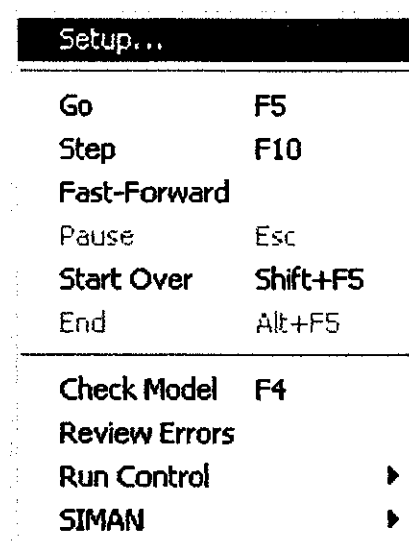 Setup...
Go F5
Step F10
Fast-Forward
Pause Esc
Start Over Shift+F5
End Alt+F5
Check Model F4
Review Errors
Run Control
SIMAN